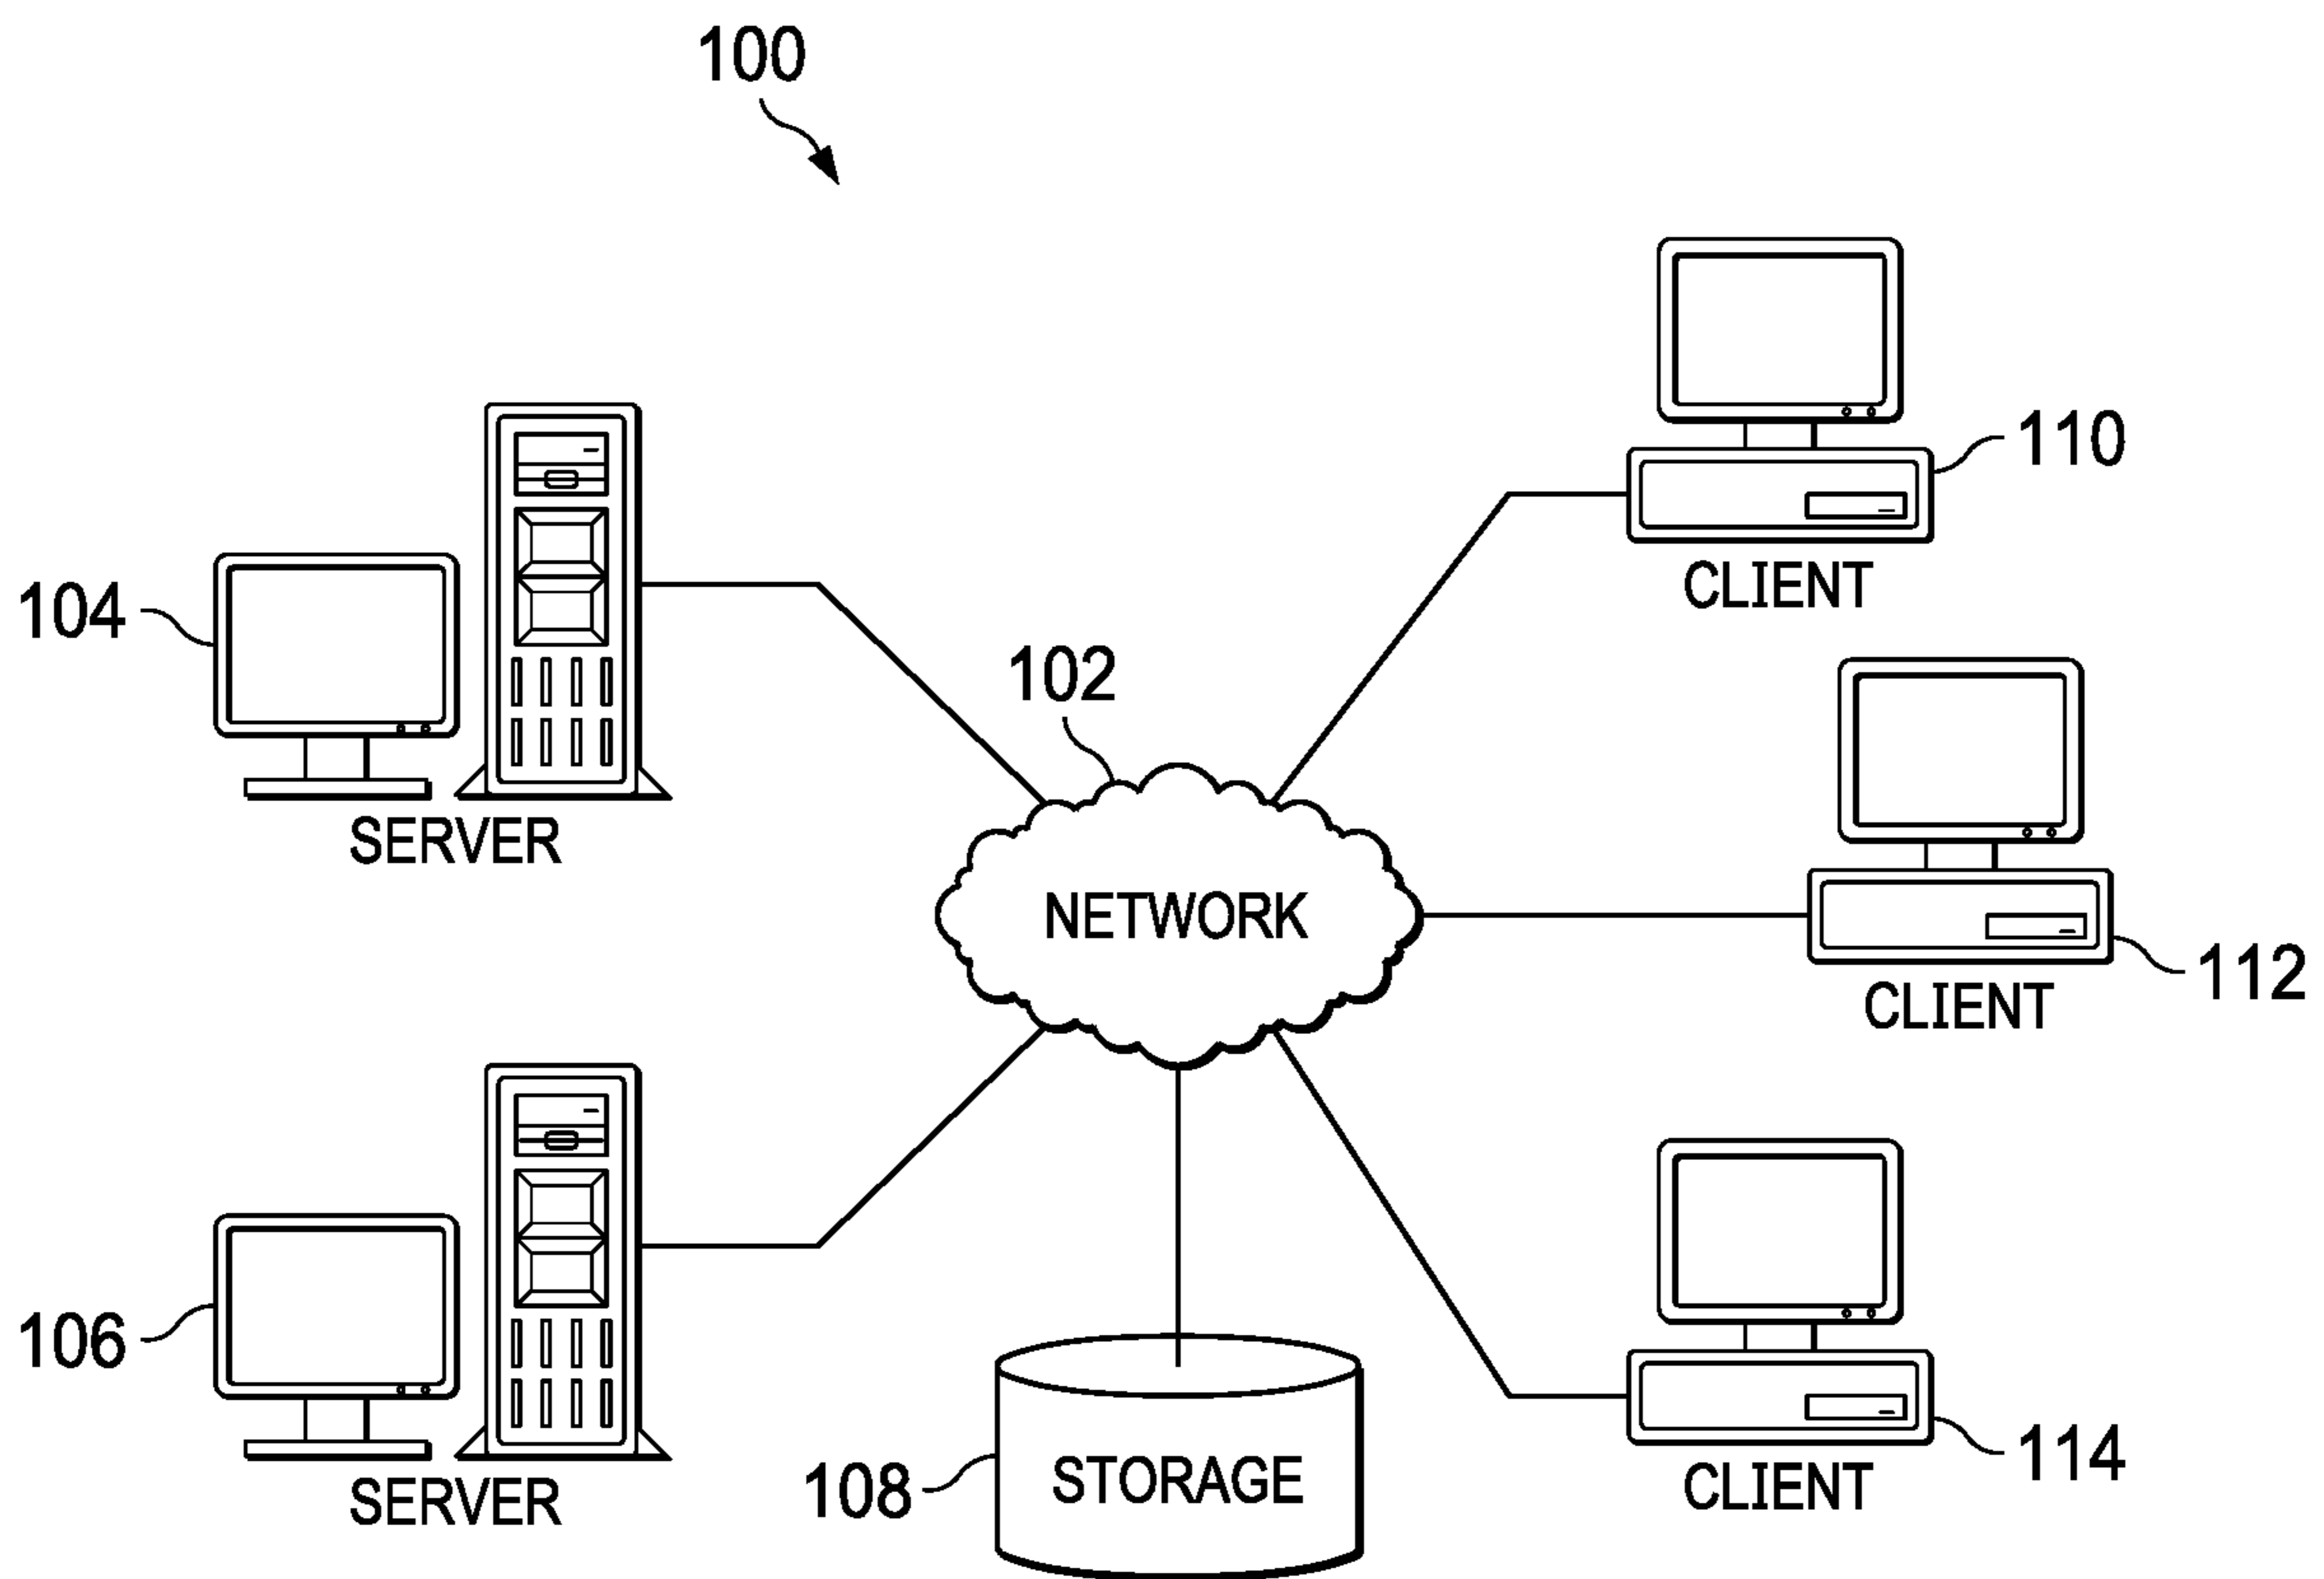 100
110
CLIENT
104
102
SERVER
NETWORK
112
CLIENT
106
108
STORAGE
114
CLIENT
SERVER